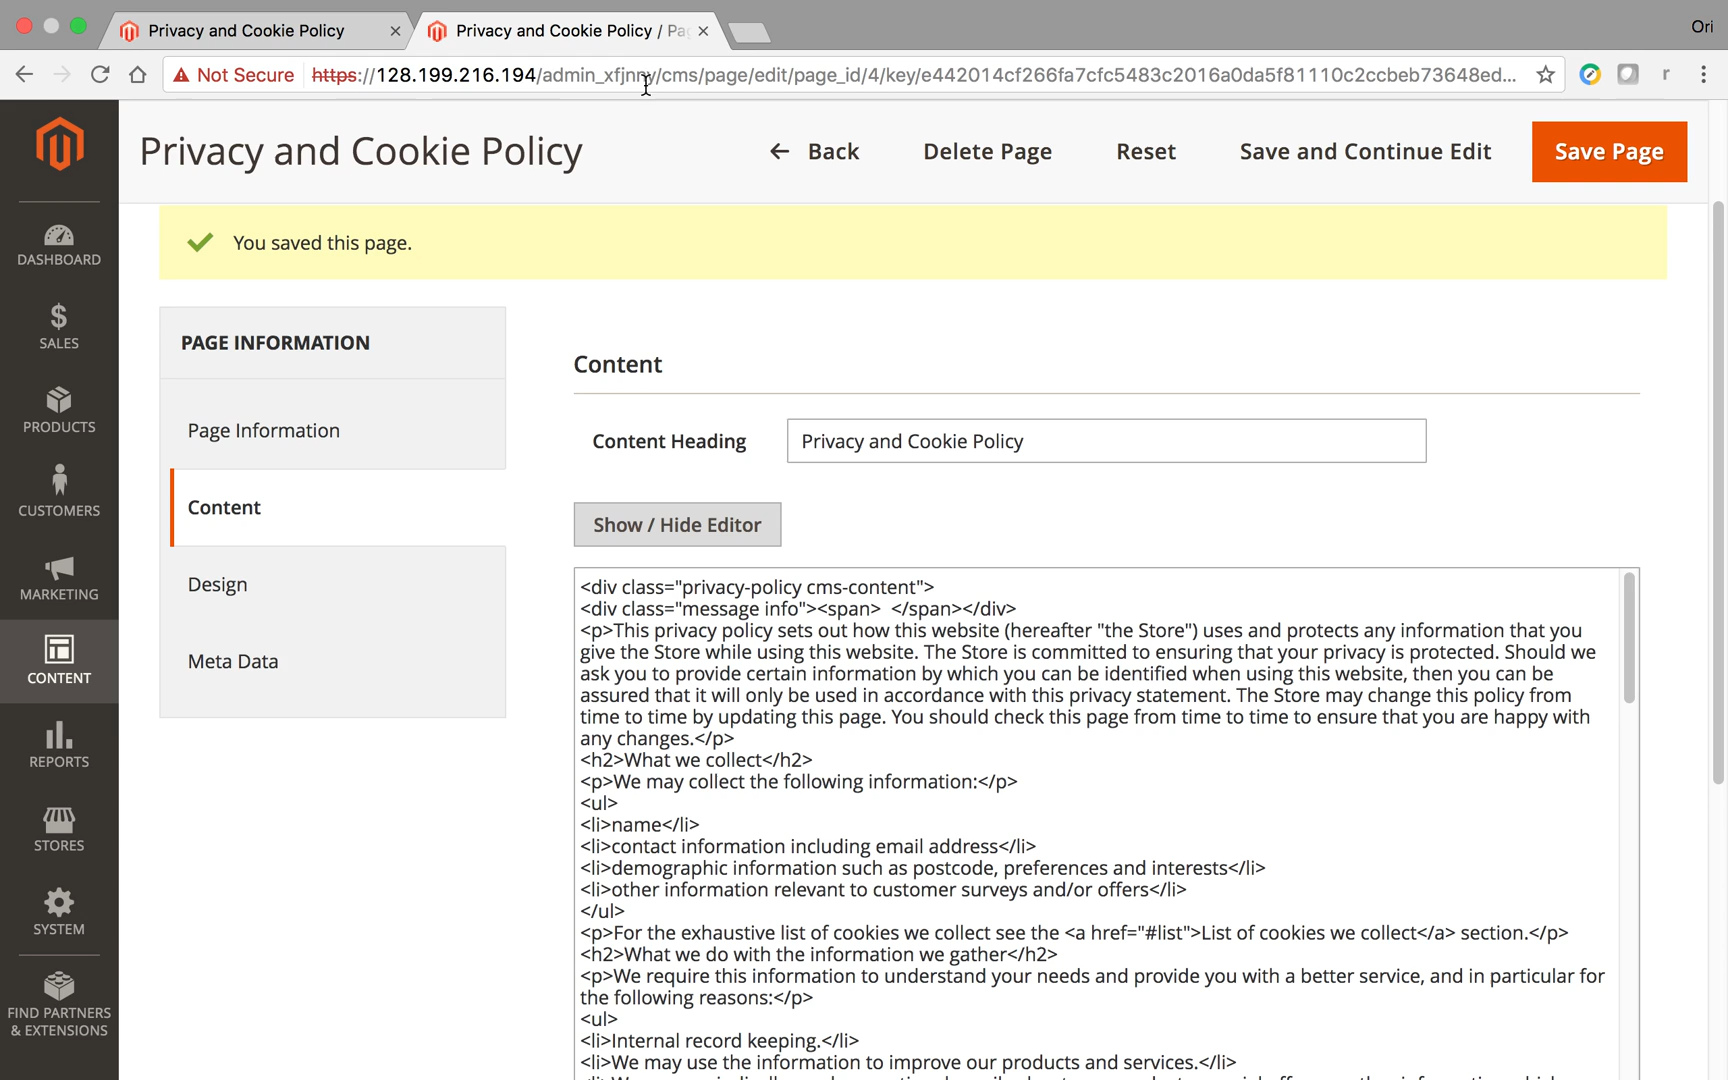 Privacy and Cookie Policy
Privacy and Cookie Policy / Pa
Ori
Not Secure
https://128.199.216.194/admin_xfjnny/cms/page/edit/page_id/4/key/e442014cf266fa7cfc5483c2016a0da5f81110c2ccbeb73648ed...
r
Privacy and Cookie Policy
Back
Delete Page
Reset
Save and Continue Edit
Save Page
You saved this page.
DASHBOARD
SALES
PRODUCTS
CUSTOMERS
MARKETING
CONTENT
REPORTS
STORES
SYSTEM
FIND PARTNERS
& EXTENSIONS
PAGE INFORMATION
Page Information
Content
Design
Meta Data
Content
Content Heading
Privacy and Cookie Policy
Show / Hide Editor
<div class="privacy-policy cms-content">
<div class="message info"><span>  </span></div>
<p>This privacy policy sets out how this website (hereafter "the Store") uses and protects any information that you
give the Store while using this website. The Store is committed to ensuring that your privacy is protected. Should we
ask you to provide certain information by which you can be identified when using this website, then you can be
assured that it will only be used in accordance with this privacy statement. The Store may change this policy from
time to time by updating this page. You should check this page from time to time to ensure that you are happy with
any changes.</p>
<h2>What we collect</h2>
<p>We may collect the following information:</p>
<ul>
<li>name</li>
<li>contact information including email address</li>
<li>demographic information such as postcode, preferences and interests</li>
<li>other information relevant to customer surveys and/or offers</li>
</ul>
<p>For the exhaustive list of cookies we collect see the <a href="#list">List of cookies we collect</a> section.</p>
<h2>What we do with the information we gather</h2>
<p>We require this information to understand your needs and provide you with a better service, and in particular for
the following reasons:</p>
<ul>
<li>Internal record keeping.</li>
<li>We may use the information to improve our products and services.</li>